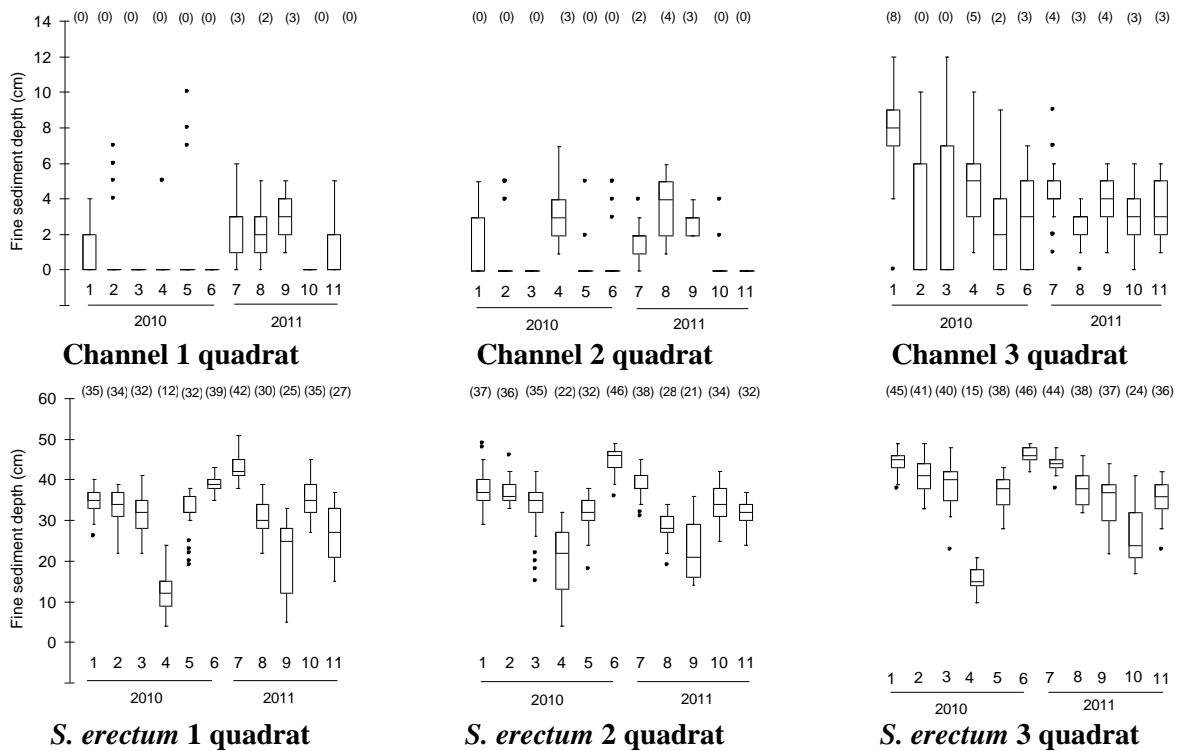 14 (0) (0) (0) (0) (0) (0) (3) (2) (3) (0) (0)
(0) (0) (0) (3) (0) (0) (2) (4) (3) (0) (0)
(8) (0) (0) (5) (2) (3) (4) (3) (4) (3) (3)
12
10
8
6
4
2
0
Fine sediment depth (cm)
1 2 3 4 5 6 7 8 9 10 11
1 2 3 4 5 6 7 8 9 10 11
1 2 3 4 5 6 7 8 9 10 11
2010 2011
2010 2011
2010 2011
Channel 1 quadrat
Channel 2 quadrat
Channel 3 quadrat
60 (35) (34) (32) (12) (32) (39) (42) (30) (25) (35) (27)
(37) (36) (35) (22) (32) (46) (38) (28 (21) (34) (32)
(45) (41) (40) (15) (38) (46) (44) (38) (37) (24) (36)
50
40
30
20
10
0
Fine sediment depth (cm)
1 2 3 4 5 6 7 8 9 10 11
1 2 3 4 5 6 7 8 9 10 11
1 2 3 4 5 6 7 8 9 10 11
2010 2011
2010 2011
2010 2011
S. erectum 1 quadrat
S. erectum 2 quadrat
S. erectum 3 quadrat